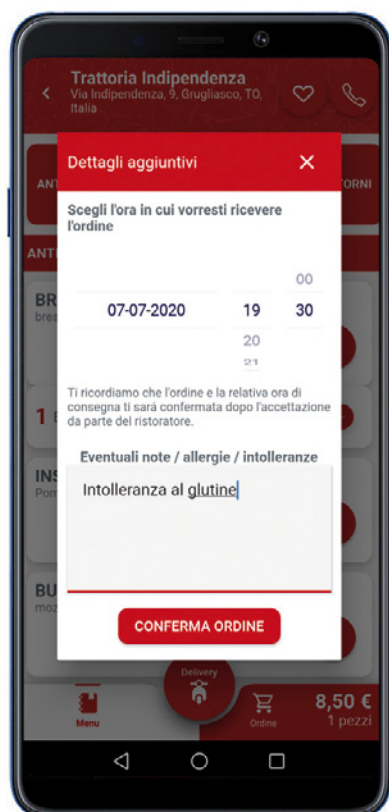 Trattoria Indipendenza
Via Indipendenza, 9, Grugliasco, TO,
Italia
Dettagli aggiuntivi
Scegli l'ora in cui vorresti ricevere
l'ordine
00
07-07-2020 19 30
20
21
Ti ricordiamo che l'ordine e la relativa ora di
consegna ti sarà confermata dopo l'accettazione
da parte del ristoratore.
Eventuali note / allergie / intolleranze
Intolleranza al glutine
CONFERMA ORDINE
Delivery
Menu
Ordine
8,50 €
1 pezzi